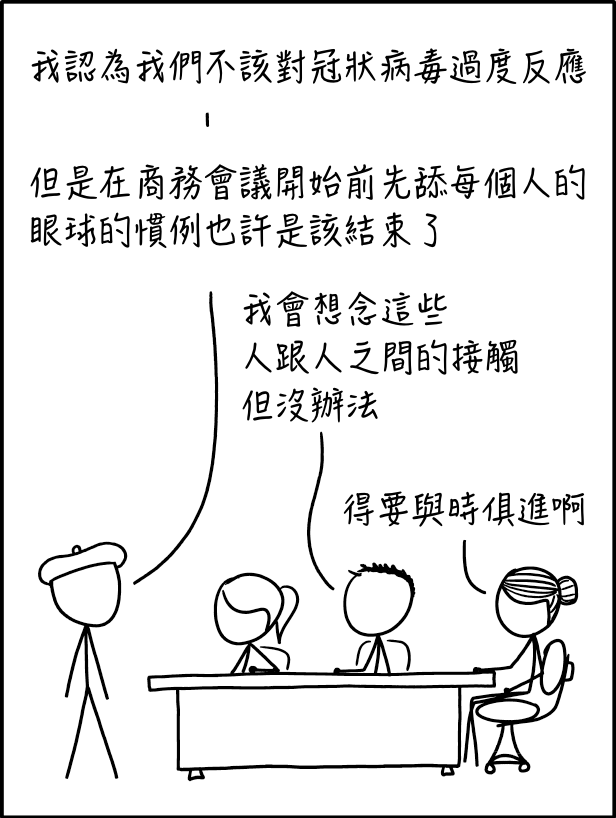 我認為我們不該對冠狀病毒過度反應
但是在商務會議開始前先舔每個人的
眼球的慣例也許是該結束了
我會想念這些
人跟人之間的接觸
但沒辦法
得要與時俱進啊